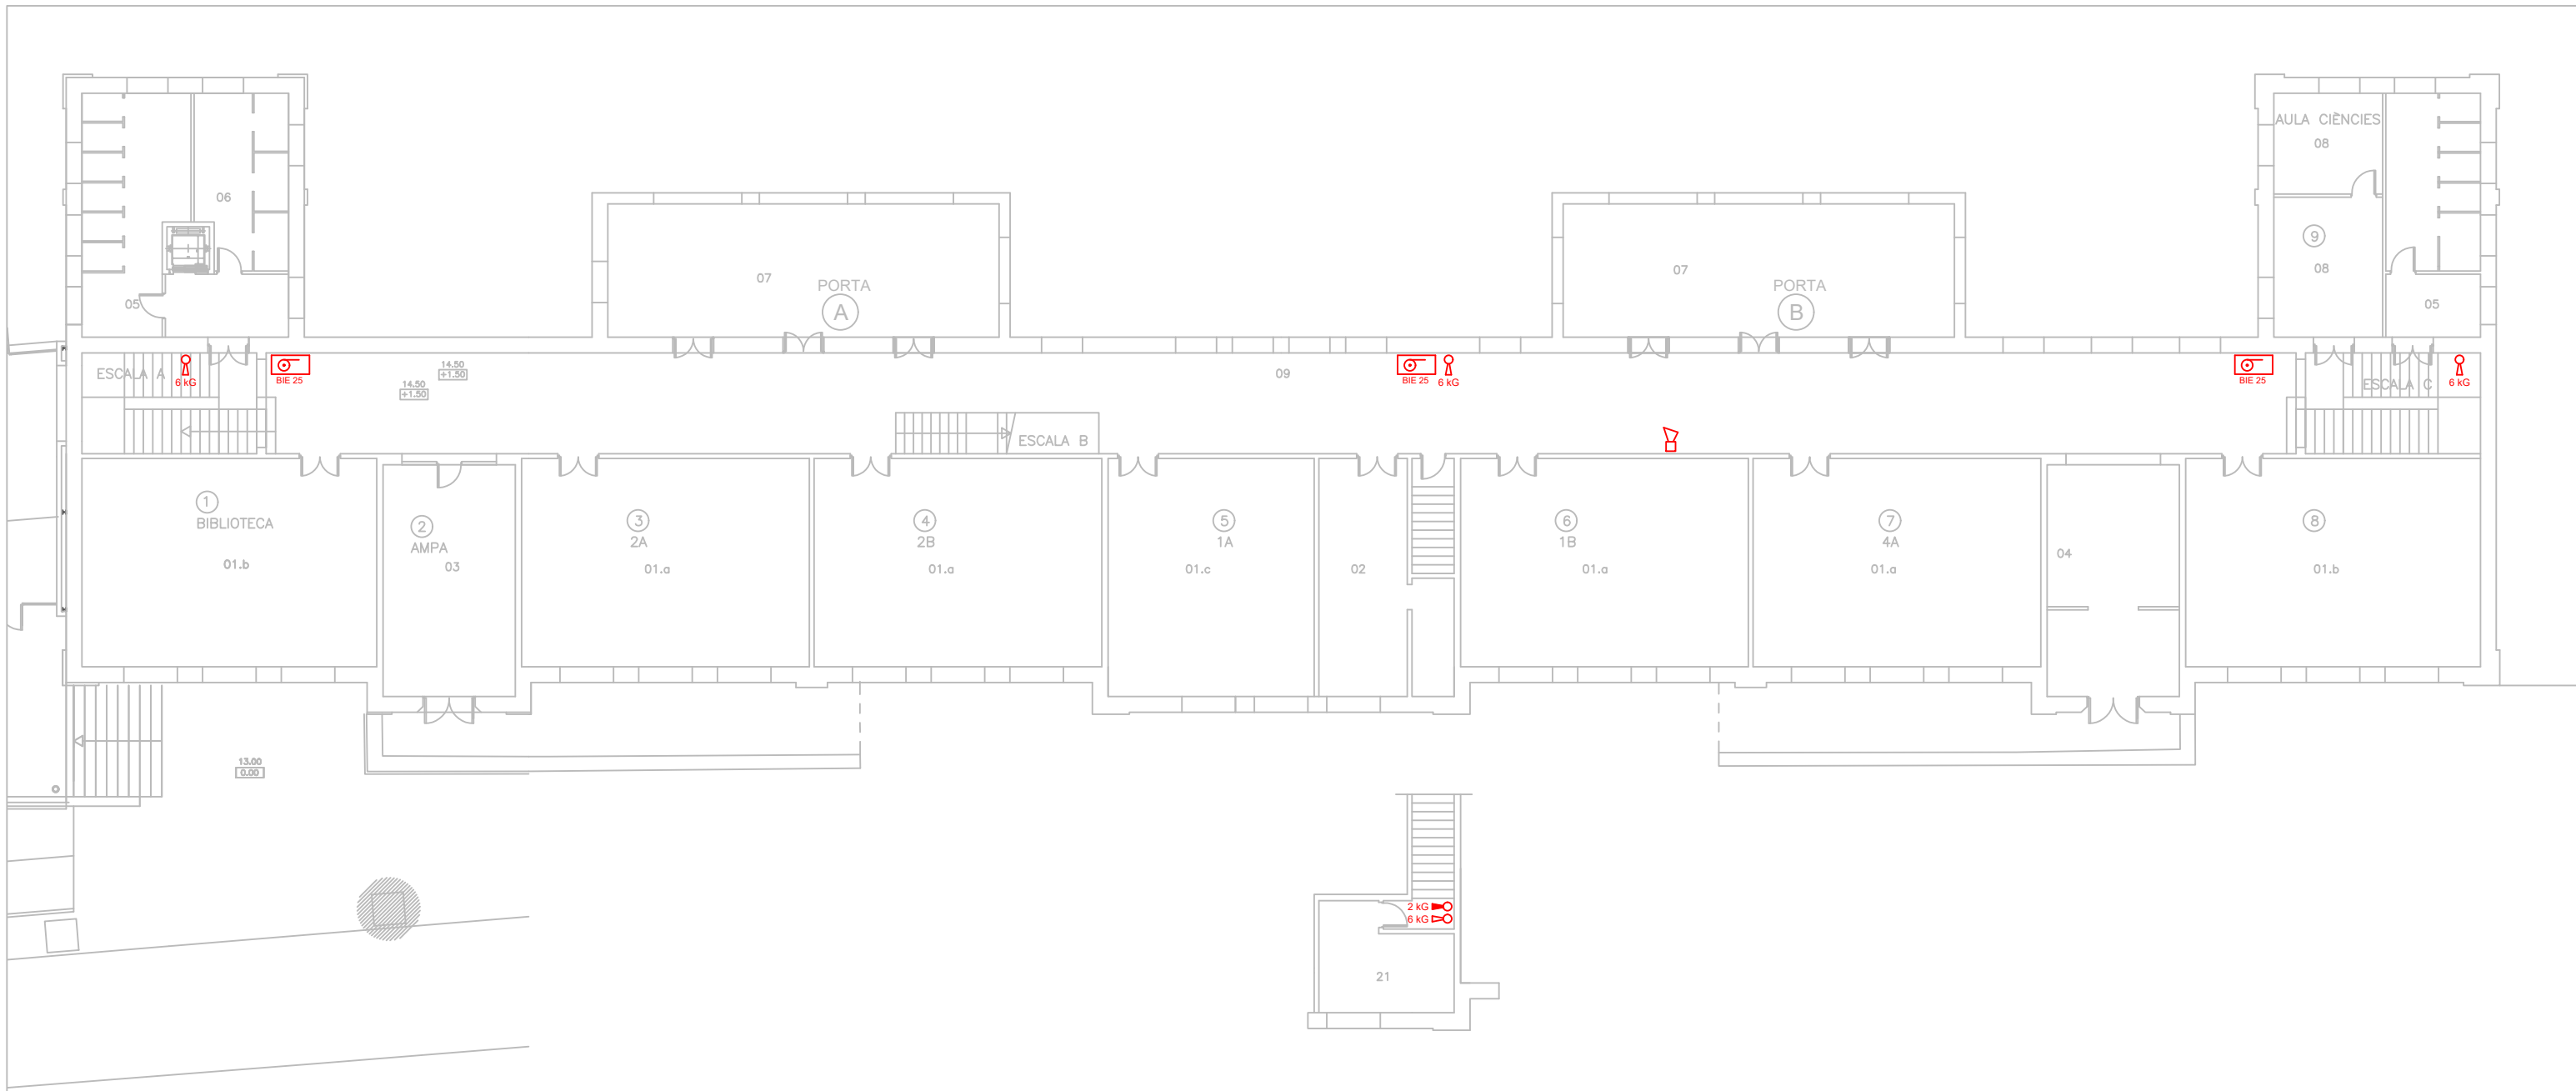 AULA CIÈNCIES
08
06
9
07
PORTA
A
07
PORTA
B
08
05
05
ESCALA A
6 kG
BIE 25
14.50
+1.50
14.50
+1.50
09
BIE 25
6 kG
BIE 25
ESCALA C
6 kG
ESCALA B
1
BIBLIOTECA
01.b
2
AMPA
03
3
2A
01.a
4
2B
01.a
5
1A
01.c
02
6
1B
01.a
7
4A
01.a
04
8
01.b
13.00
0.00
2 kG
6 kG
21